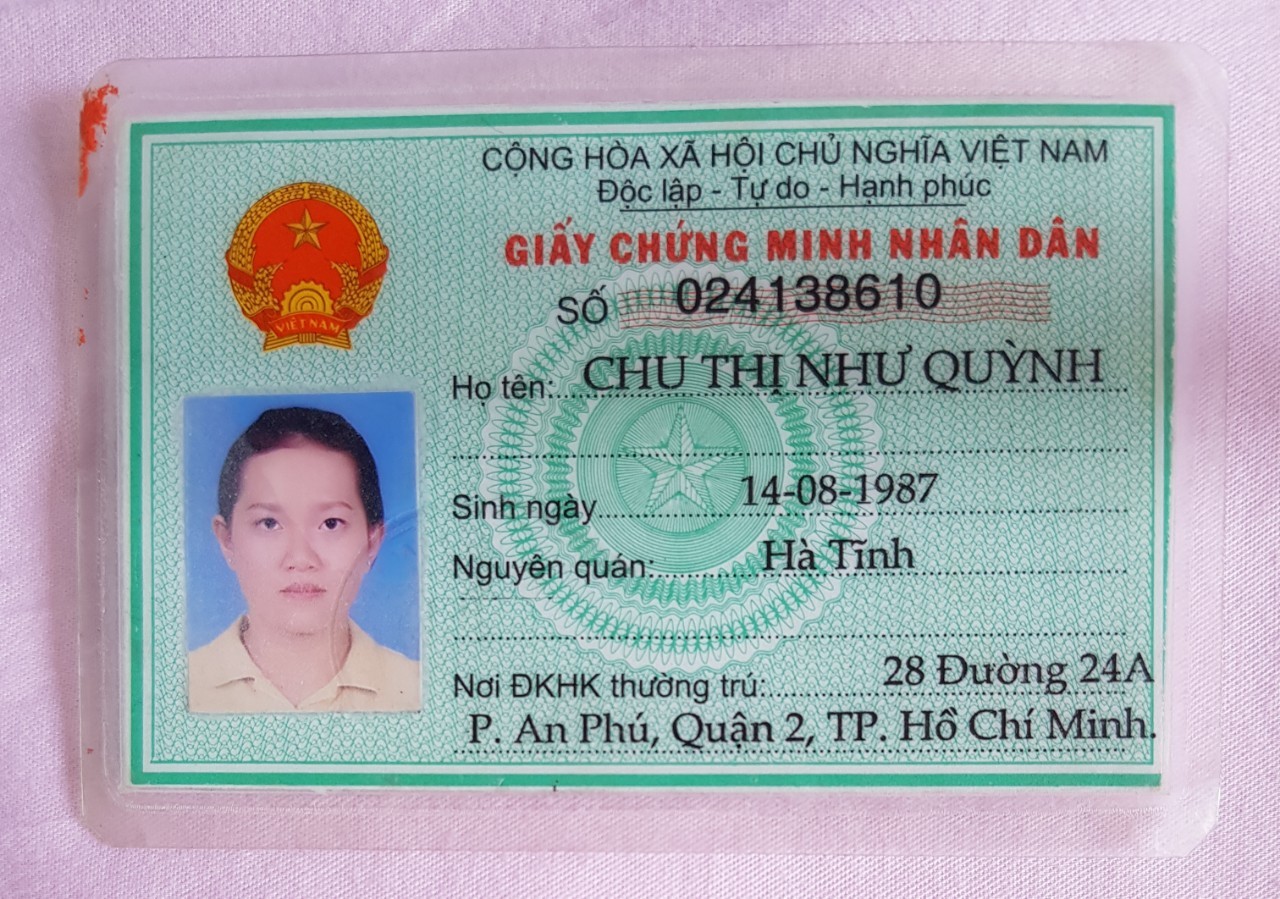 CỘNG HÒA XÃ HỘI CHỦ NGHĨA VIỆT NAM
Độc lập - Tự do - Hạnh phúc
GIẤY CHỨNG MINH NHÂN DÂN
SỐ 024138610
Họ tên: CHU THỊ NHƯ QUỲNH
Sinh ngày 14-08-1987
Nguyên quán: Hà Tĩnh
Nơi ĐKHK thường trú: 28 Đường 24A
P. An Phú, Quận 2, TP. Hồ Chí Minh.
VIỆT NAM